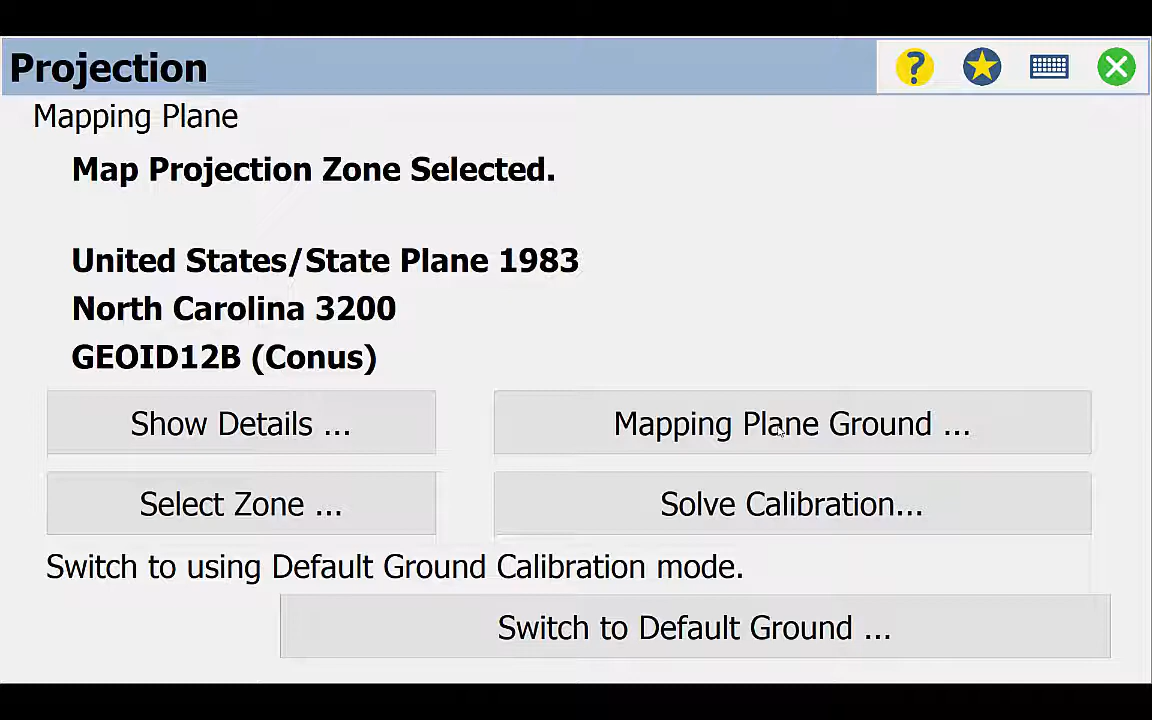 Projection
Mapping Plane
Map Projection Zone Selected.
United States/State Plane 1983
North Carolina 3200
GEOID12B (Conus)
Show Details ...
Mapping Plane Ground ...
Select Zone ...
Solve Calibration...
Switch to using Default Ground Calibration mode.
Switch to Default Ground ...